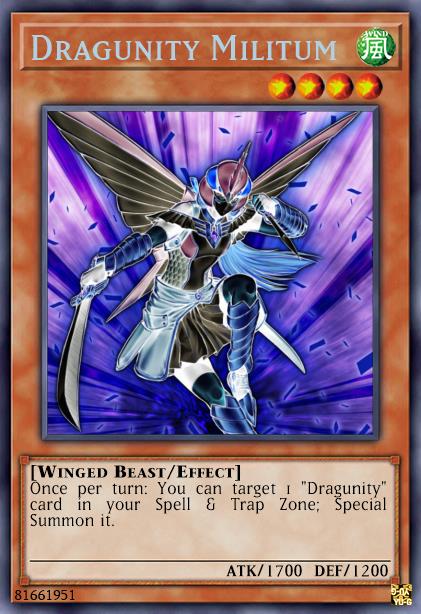 Dragunity Militum
WIND
風
[Winged Beast/Effect]
Once per turn: You can target 1 "Dragunity"
card in your Spell & Trap Zone; Special
Summon it.
ATK/1700 DEF/1200
81661951